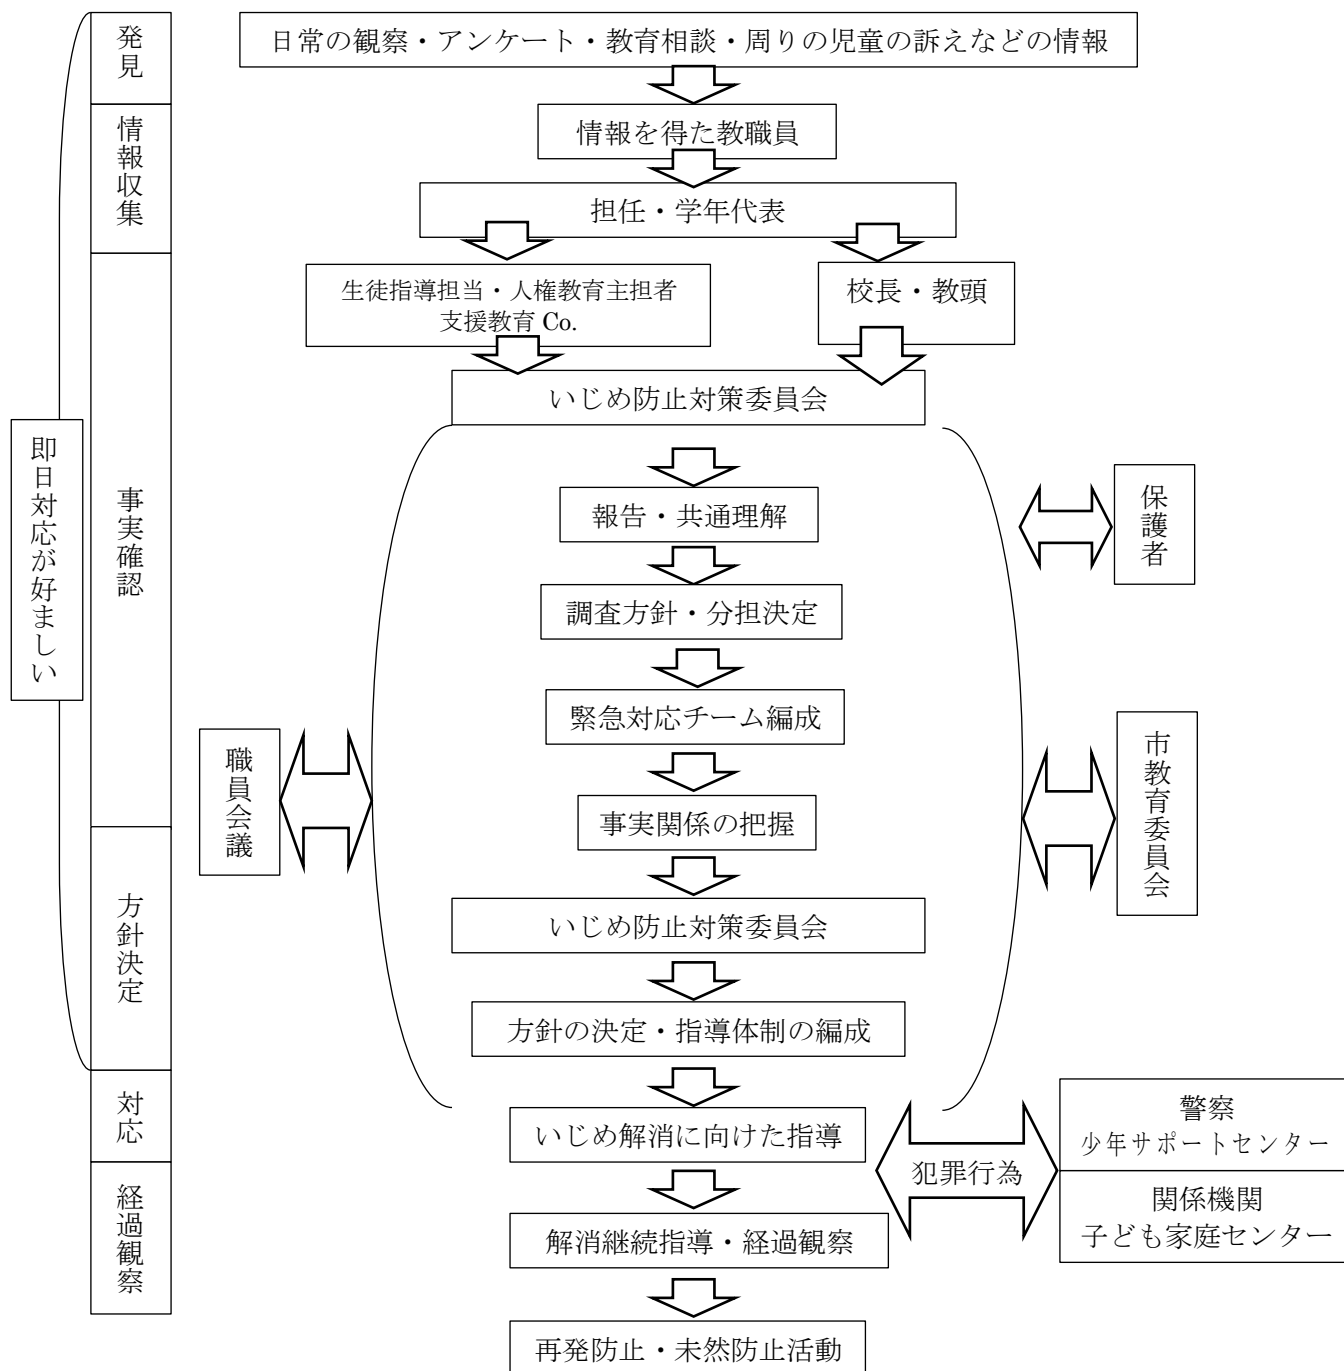 発見
情報収集
事実確認
方針決定
対応
経過観察
即日対応が好ましい
日常の観察・アンケート・教育相談・周りの児童の訴えなどの情報
情報を得た教職員
担任・学年代表
生徒指導担当・人権教育主担者
支援教育 Co.
校長・教頭
いじめ防止対策委員会
報告・共通理解
調査方針・分担決定
緊急対応チーム編成
事実関係の把握
いじめ防止対策委員会
方針の決定・指導体制の編成
いじめ解消に向けた指導
解消継続指導・経過観察
再発防止・未然防止活動
職員会議
保護者
市教育委員会
犯罪行為
警察
少年サポートセンター
関係機関
子ども家庭センター